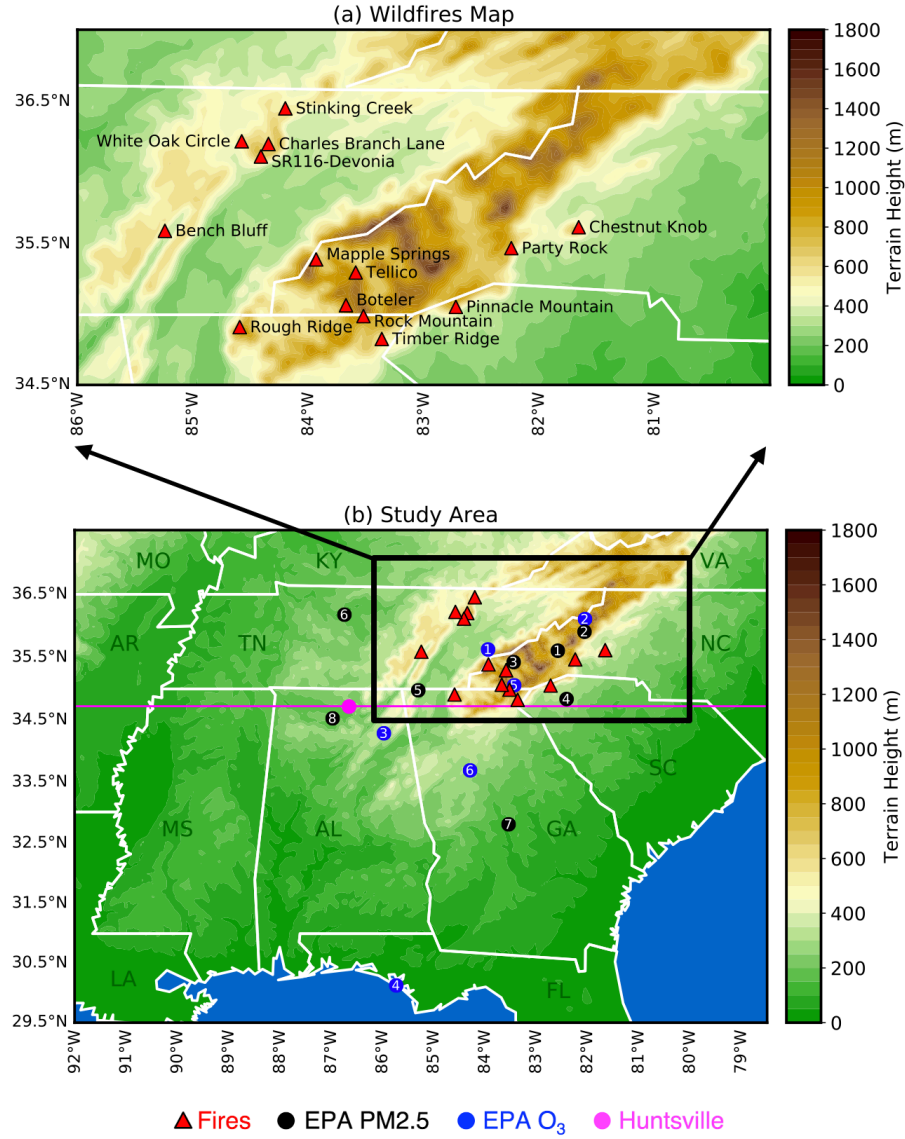 (a) Wildfires Map
36.5°N
35.5°N
34.5°N
Stinking Creek
White Oak Circle
Charles Branch Lane
SR116-Devonia
Bench Bluff
Chestnut Knob
Party Rock
Mapple Springs
Tellico
Boteler
Pinnacle Mountain
Rough Ridge
Rock Mountain
Timber Ridge
86°W
85°W
84°W
83°W
82°W
81°W
1800
1600
1400
1200
1000
800
600
400
200
0
Terrain Height (m)
(b) Study Area
36.5°N
35.5°N
34.5°N
33.5°N
32.5°N
31.5°N
30.5°N
29.5°N
MO
KY
VA
AR
TN
NC
MS
AL
GA
SC
LA
FL
6
2
2
1
1
3
5
5
4
8
3
6
7
4
92°W
91°W
90°W
89°W
88°W
87°W
86°W
85°W
84°W
83°W
82°W
81°W
80°W
79°W
1800
1600
1400
1200
1000
800
600
400
200
0
Terrain Height (m)
Fires
EPA PM2.5
EPA O₃
Huntsville